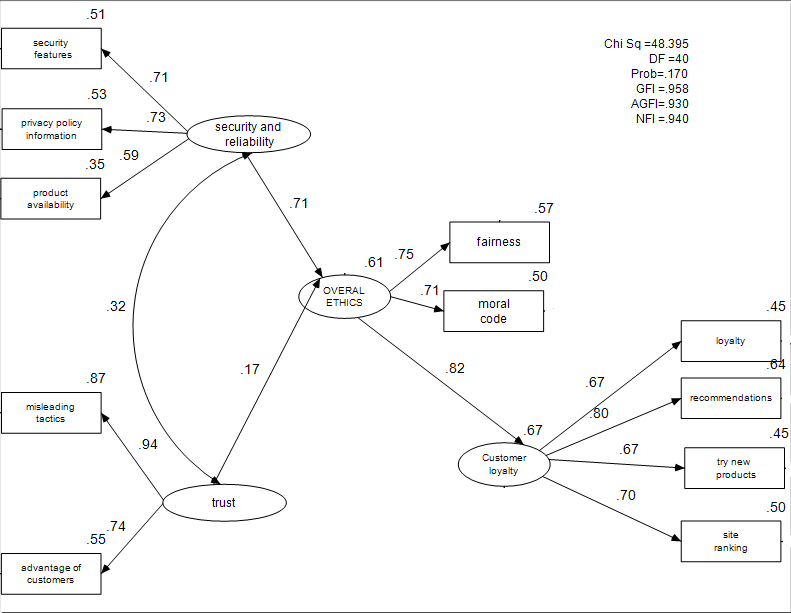 .51
security
features
.71
.53
privacy policy
information
.73
.35
.59
product
availability
security and
reliability
Chi Sq =48.395
DF =40
Prob=.170
GFI =.958
AGFI=.930
NFI =.940
.71
.32
.17
.61
OVERAL
ETHICS
.75
.57
fairness
.71
.50
moral
code
.82
.67
Customer
loyalty
.67
.45
loyalty
.80
.64
recommendations
.67
.45
try new
products
.70
.50
site
ranking
.87
misleading
tactics
.94
trust
.74
.55
advantage of
customers